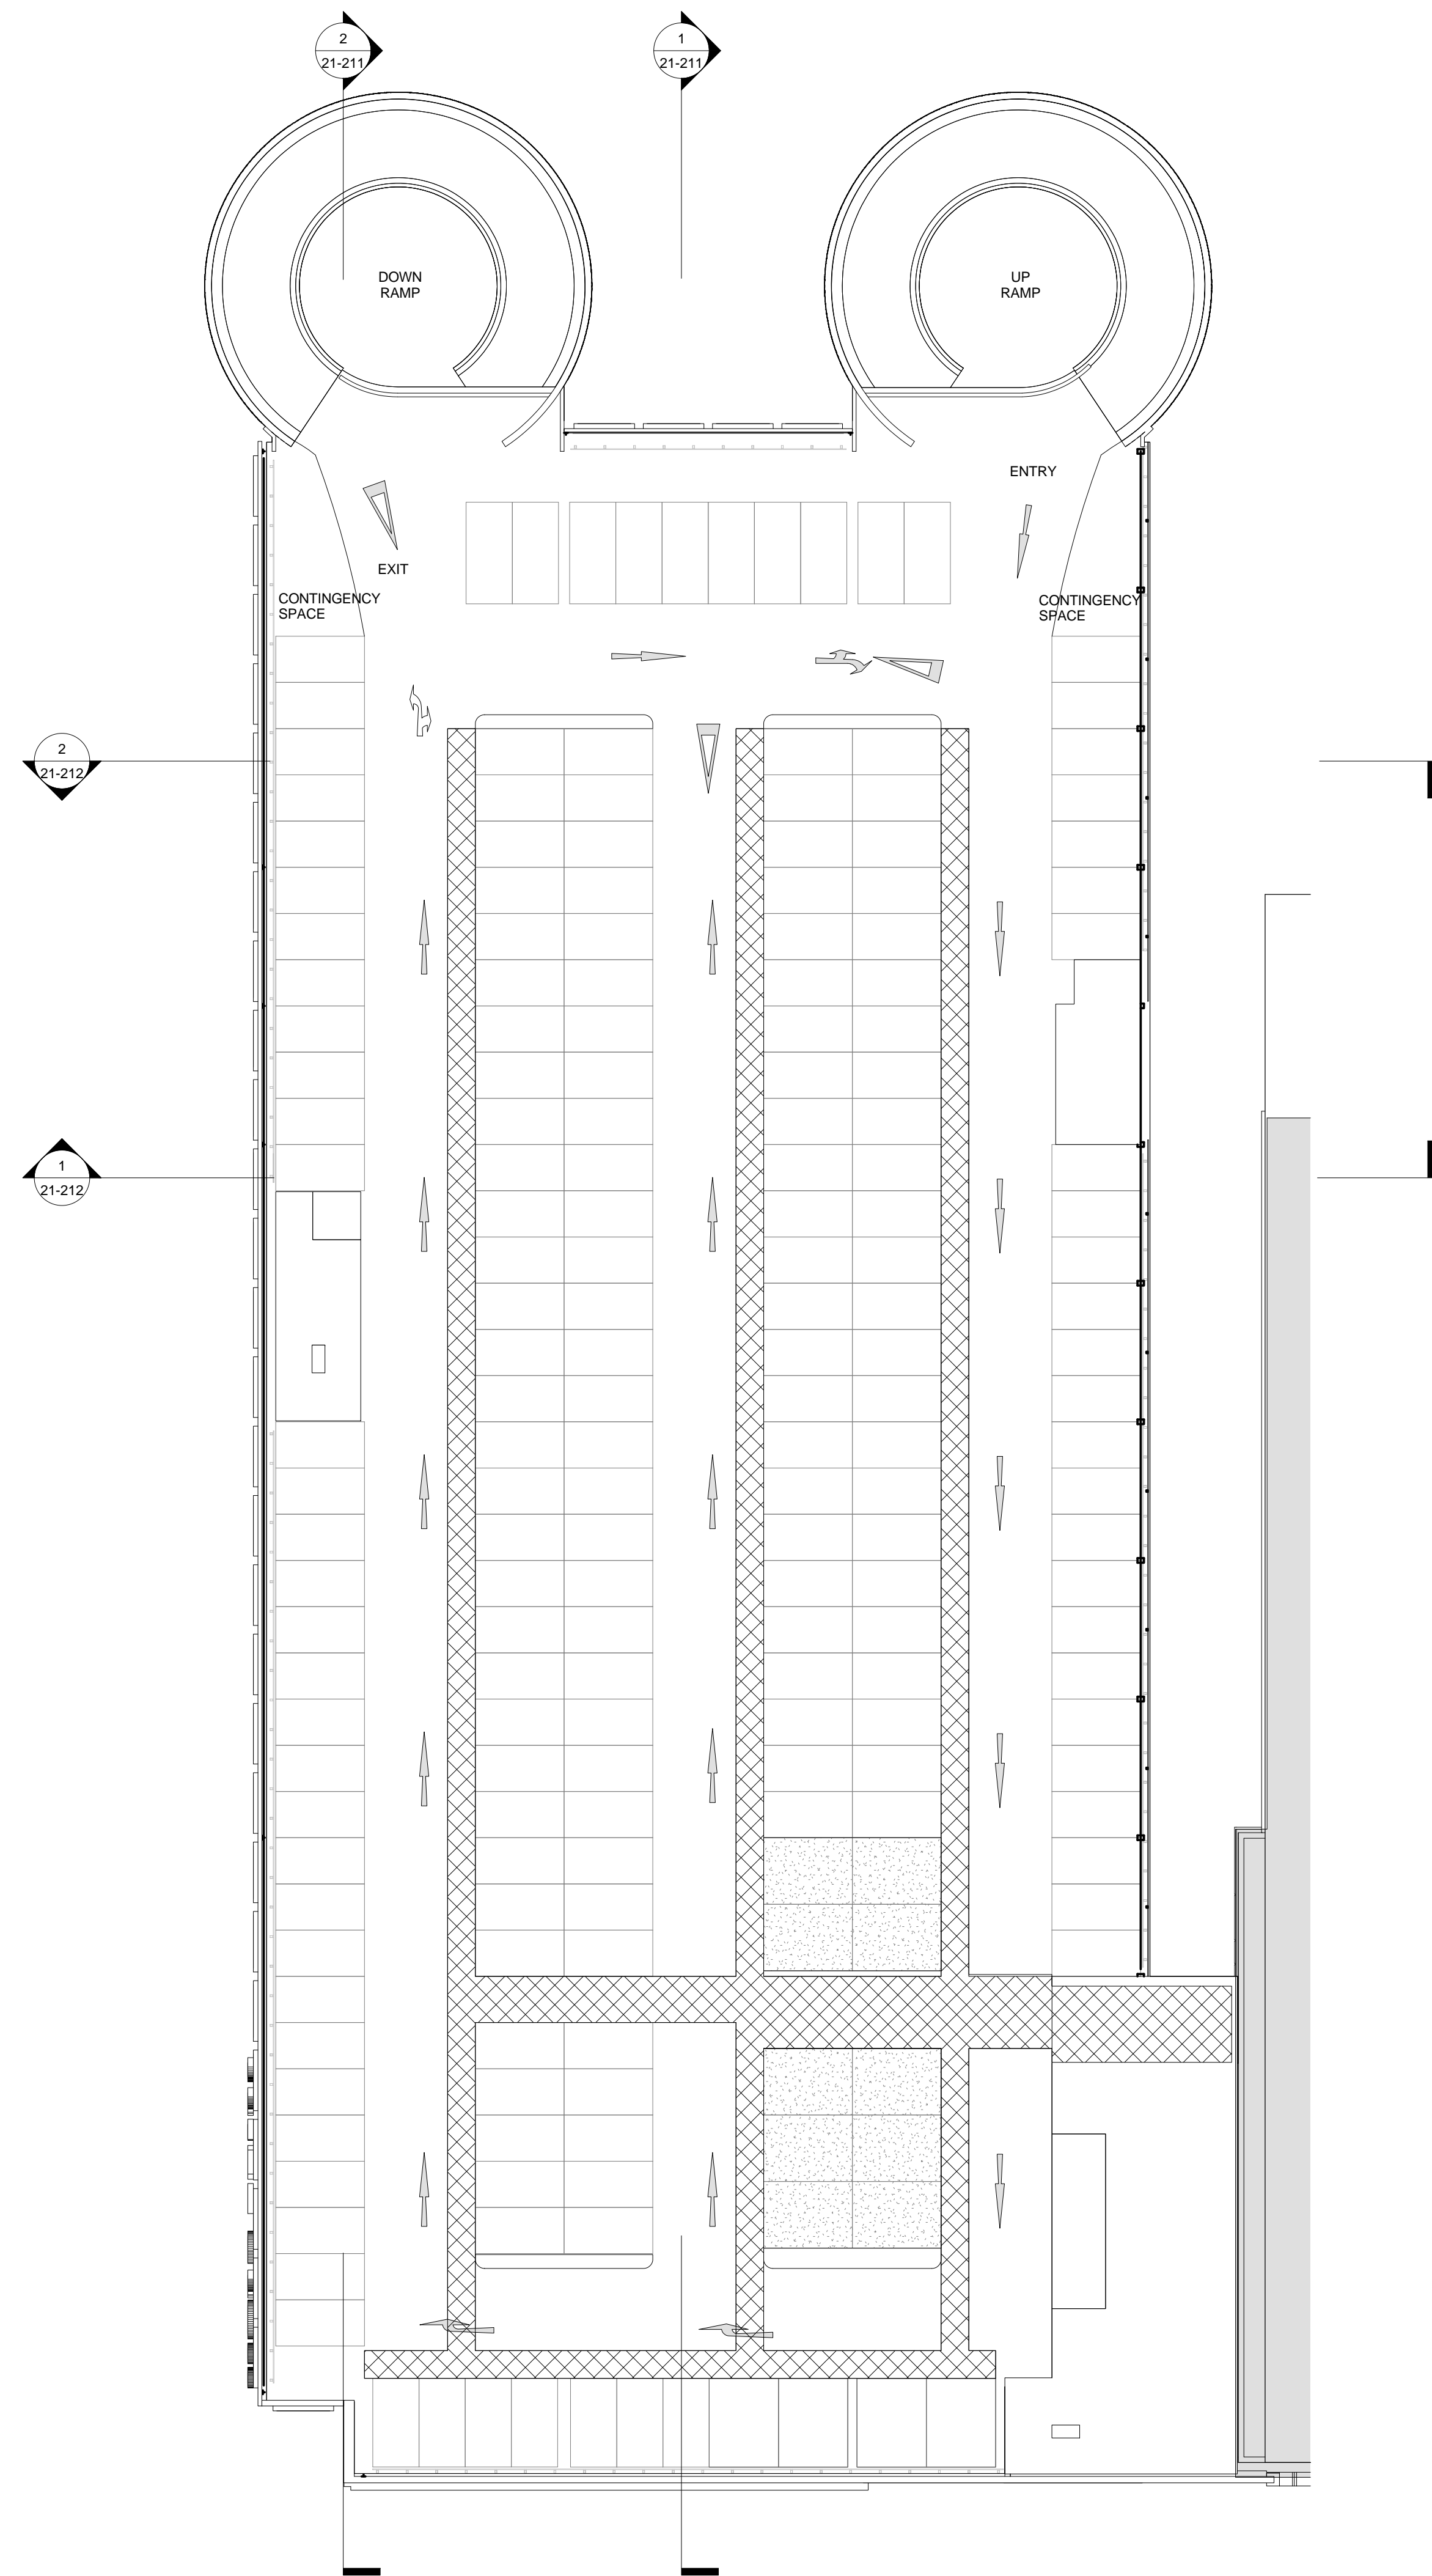 2
21-211
1
21-211
DOWN
RAMP
UP
RAMP
ENTRY
EXIT
CONTINGENCY
SPACE
CONTINGENCY
SPACE
2
21-212
1
21-212